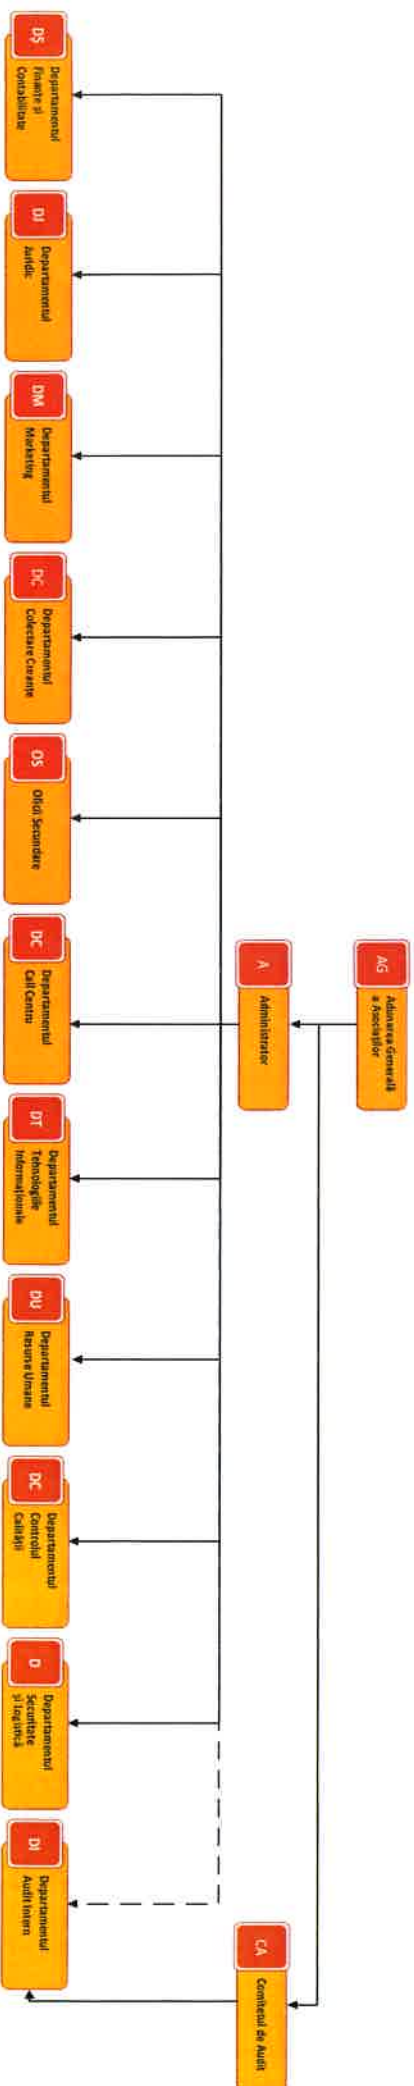 AG
Adunarea Generală
a Asociaților
A
Administrator
CA
Comitetul de Audit
DȘ
Departamentul
Finanțe și
Contabilitate
DJ
Departamentul
Juridic
DM
Departamentul
Marketing
DC
Departamentul
Colectare Creanțe
OS
Oficii Secundare
DC
Departamentul
Call Centru
DT
Departamentul
Tehnologiile
Informaționale
DU
Departamentul
Resurse Umane
DC
Departamentul
Controlul
Calității
D
Departamentul
Securitate
și Logistică
DI
Departamentul
Audit Intern